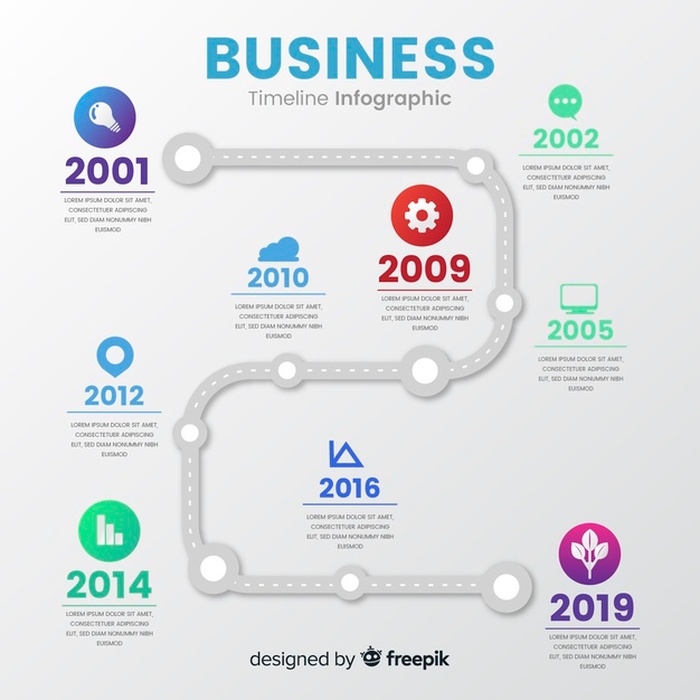 BUSINESS
Timeline Infographic
2001
LOREM IPSUM DOLOR SIT AMET,
CONSECTETUER ADIPISCING
ELIT, SED DIAM NONUMMY NIBH
EUISMOD
2002
LOREM IPSUM DOLOR SIT AMET,
CONSECTETUER ADIPISCING
ELIT, SED DIAM NONUMMY NIBH
EUISMOD
2009
LOREM IPSUM DOLOR SIT AMET,
CONSECTETUER ADIPISCING
ELIT, SED DIAM NONUMMY NIBH
EUISMOD
2010
LOREM IPSUM DOLOR SIT AMET,
CONSECTETUER ADIPISCING
ELIT, SED DIAM NONUMMY NIBH
EUISMOD
2005
LOREM IPSUM DOLOR SIT AMET,
CONSECTETUER ADIPISCING
ELIT, SED DIAM NONUMMY NIBH
EUISMOD
2012
LOREM IPSUM DOLOR SIT AMET,
CONSECTETUER ADIPISCING
ELIT, SED DIAM NONUMMY NIBH
EUISMOD
2016
LOREM IPSUM DOLOR SIT AMET,
CONSECTETUER ADIPISCING
ELIT, SED DIAM NONUMMY NIBH
EUISMOD
2014
LOREM IPSUM DOLOR SIT AMET,
CONSECTETUER ADIPISCING
ELIT, SED DIAM NONUMMY NIBH
EUISMOD
2019
LOREM IPSUM DOLOR SIT AMET,
CONSECTETUER ADIPISCING
ELIT, SED DIAM NONUMMY NIBH
EUISMOD
designed by freepik